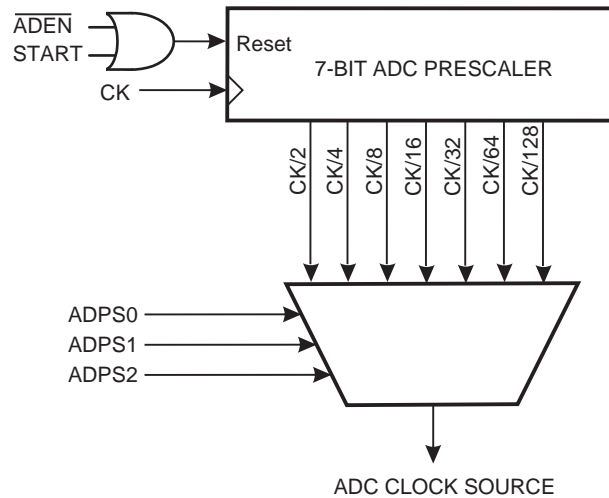 ADEN
START
Reset
7-BIT ADC PRESCALER
CK
CK/2
CK/4
CK/8
CK/16
CK/32
CK/64
CK/128
ADPS0
ADPS1
ADPS2
ADC CLOCK SOURCE